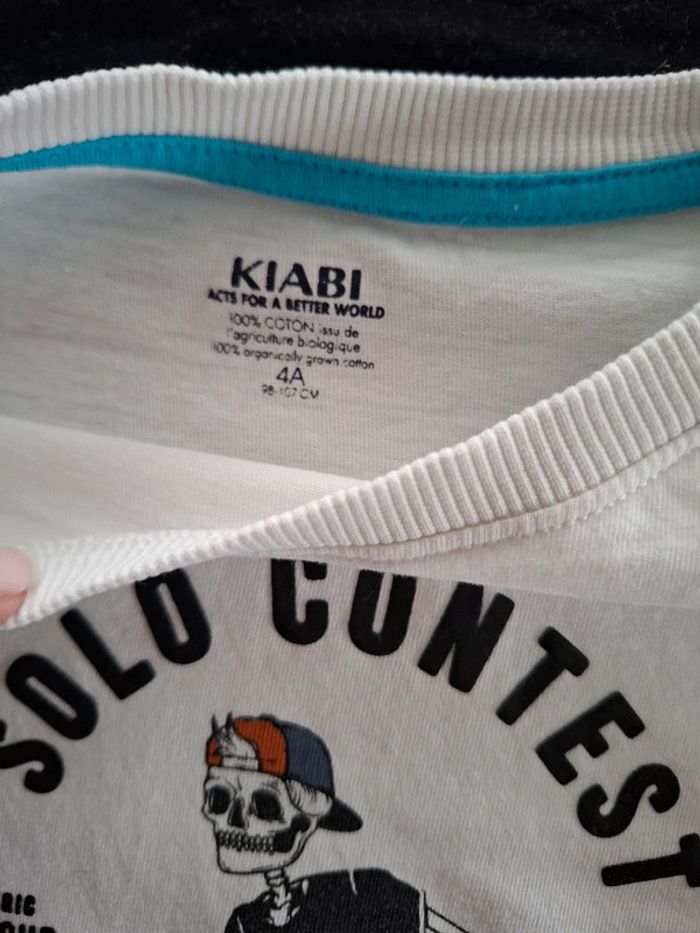 KIABI
ACTS FOR A BETTER WORLD
100% COTON issu de
l'agriculture biologique
100% organically grown cotton
4A
98-107 CM
SOLO CONTEST
RIC